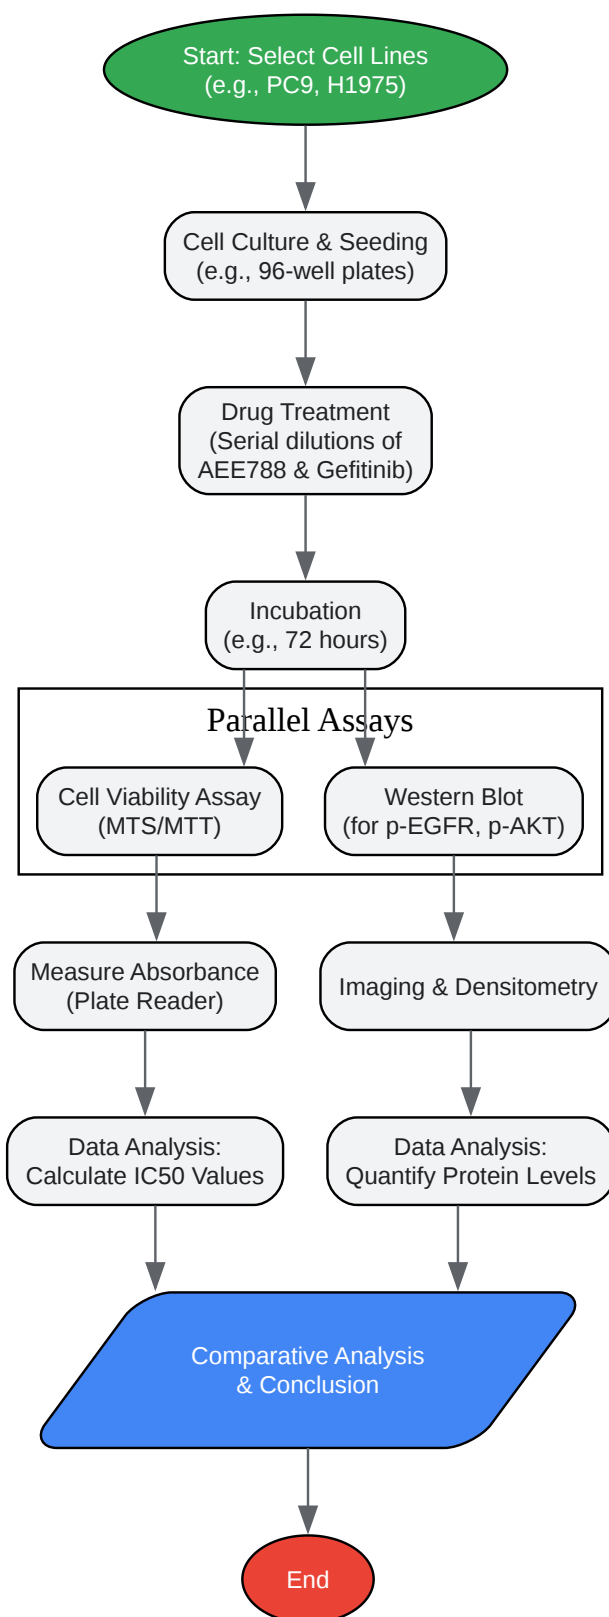 Start: Select Cell Lines
(e.g., PC9, H1975)
Cell Culture & Seeding
(e.g., 96-well plates)
Drug Treatment
(Serial dilutions of
AEE788 & Gefitinib)
Incubation
(e.g., 72 hours)
Parallel Assays
Cell Viability Assay
(MTS/MTT)
Western Blot
(for p-EGFR, p-AKT)
Measure Absorbance
(Plate Reader)
Imaging & Densitometry
Data Analysis:
Calculate IC50 Values
Data Analysis:
Quantify Protein Levels
Comparative Analysis
& Conclusion
End